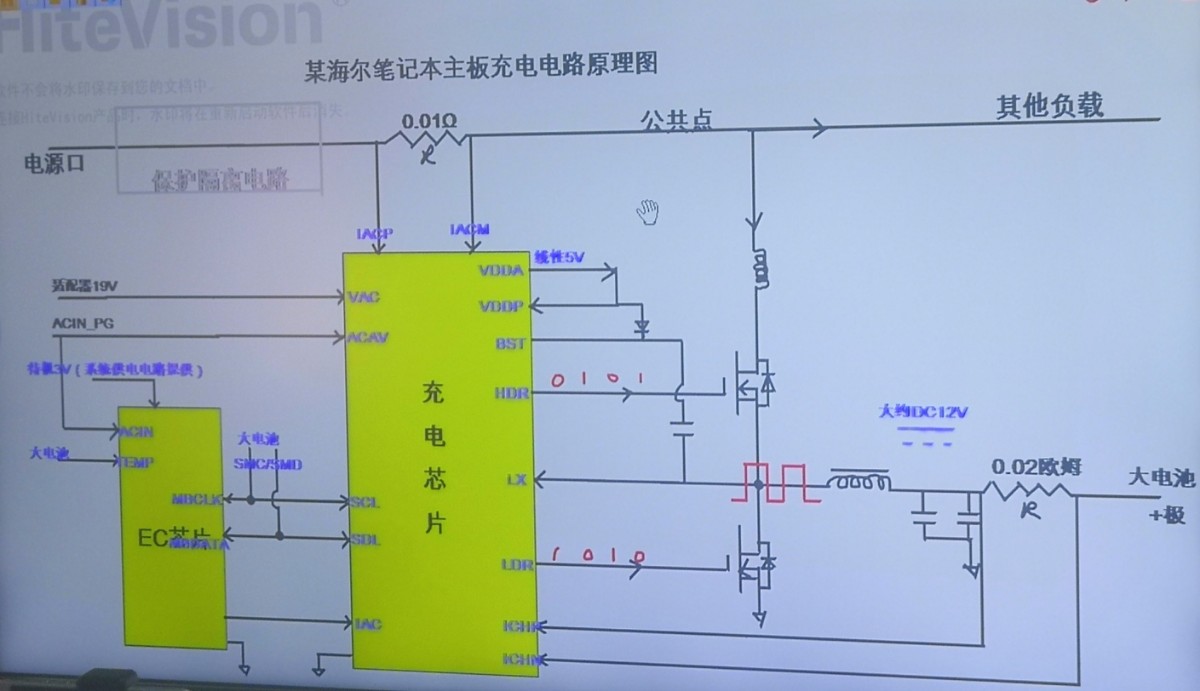 HiteVision
件不会将水印保存到您的文档中。
HiteVision产品时，水印将在重新启动软件后消失.
某海尔笔记本主板充电电路原理图
0.01Ω
R
公共点
其他负载
电源口
保护隔离电路
IACP
IACM
VDDA
线性5V
适配器19V
VAC
VDDP
ACIN_PG
ACAV
BST
待机3V（系统供电电路提供）
HDR
0 1 0 1
充电芯片
大约DC12V
ACIN
大电池
TEMP
大电池
SMC/SMD
0.02欧姆
R
大电池
+极
LX
MBCLK
SCL
EC芯片
SDL
LDR
1 0 1 0
IAC
ICHP
ICHM